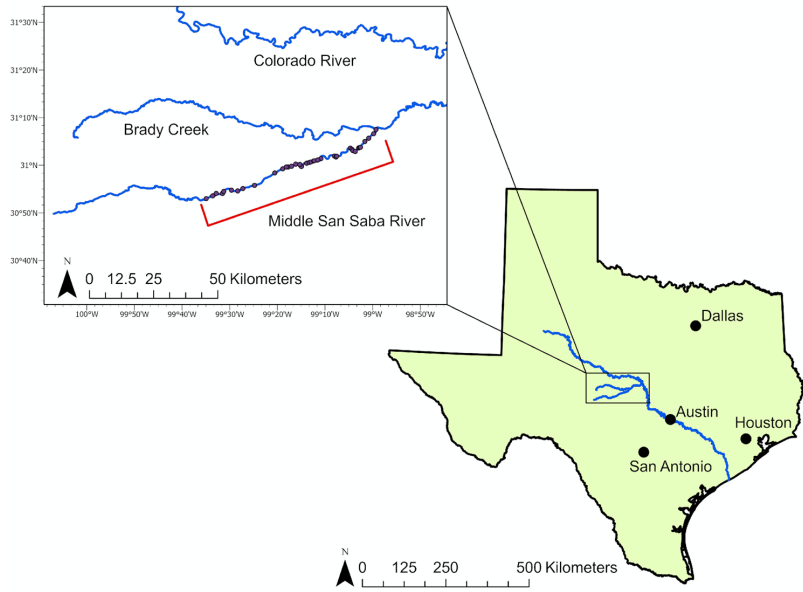 31°30'N
31°20'N
31°10'N
31°N
30°50'N
30°40'N
Colorado River
Brady Creek
Middle San Saba River
N
0 12.5 25 50 Kilometers
100°W 99°50'W 99°40'W 99°30'W 99°20'W 99°10'W 99°W 98°50'W
Dallas
Austin
Houston
San Antonio
N
0 125 250 500 Kilometers